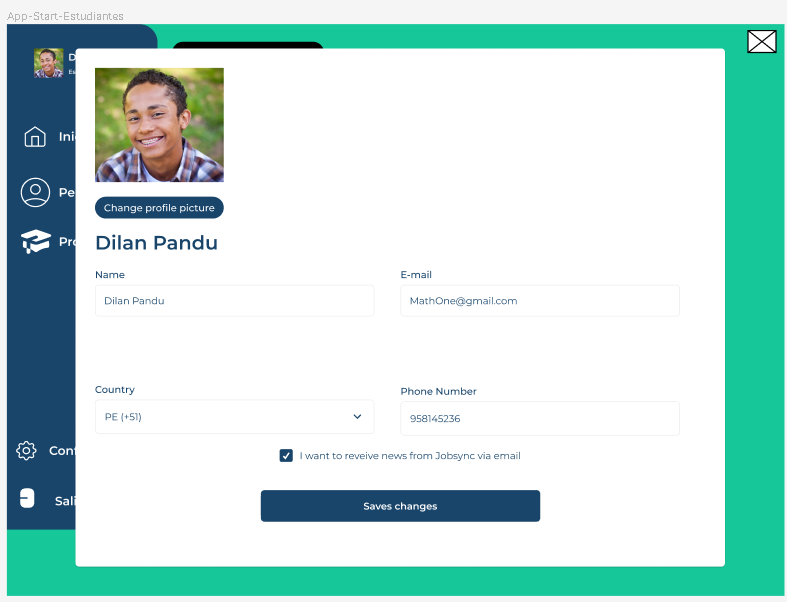 App-Start-Estudiantes
D
Es
Ini
Pe
Pro
Conf
Sali
Change profile picture
Dilan Pandu
Name
E-mail
Dilan Pandu
MathOne@gmail.com
Country
Phone Number
PE (+51)
958145236
I want to reveive news from Jobsync via email
Saves changes